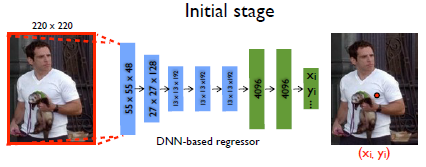 Initial stage
220 x 220
55 x 55 x 48
27 x 27 x 128
13 x 13 x 192
13 x 13 x 192
13 x 13 x 192
4096
4096
xi
yi
...
DNN-based regressor
(xi, yi)